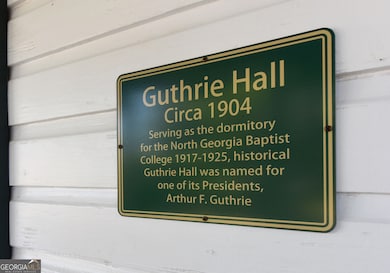 Guthrie Hall
Circa 1904
Serving as the dormitory
for the North Georgia Baptist
College 1917-1925, historical
Guthrie Hall was named for
one of its Presidents,
Arthur F. Guthrie
GEORGIAMLS